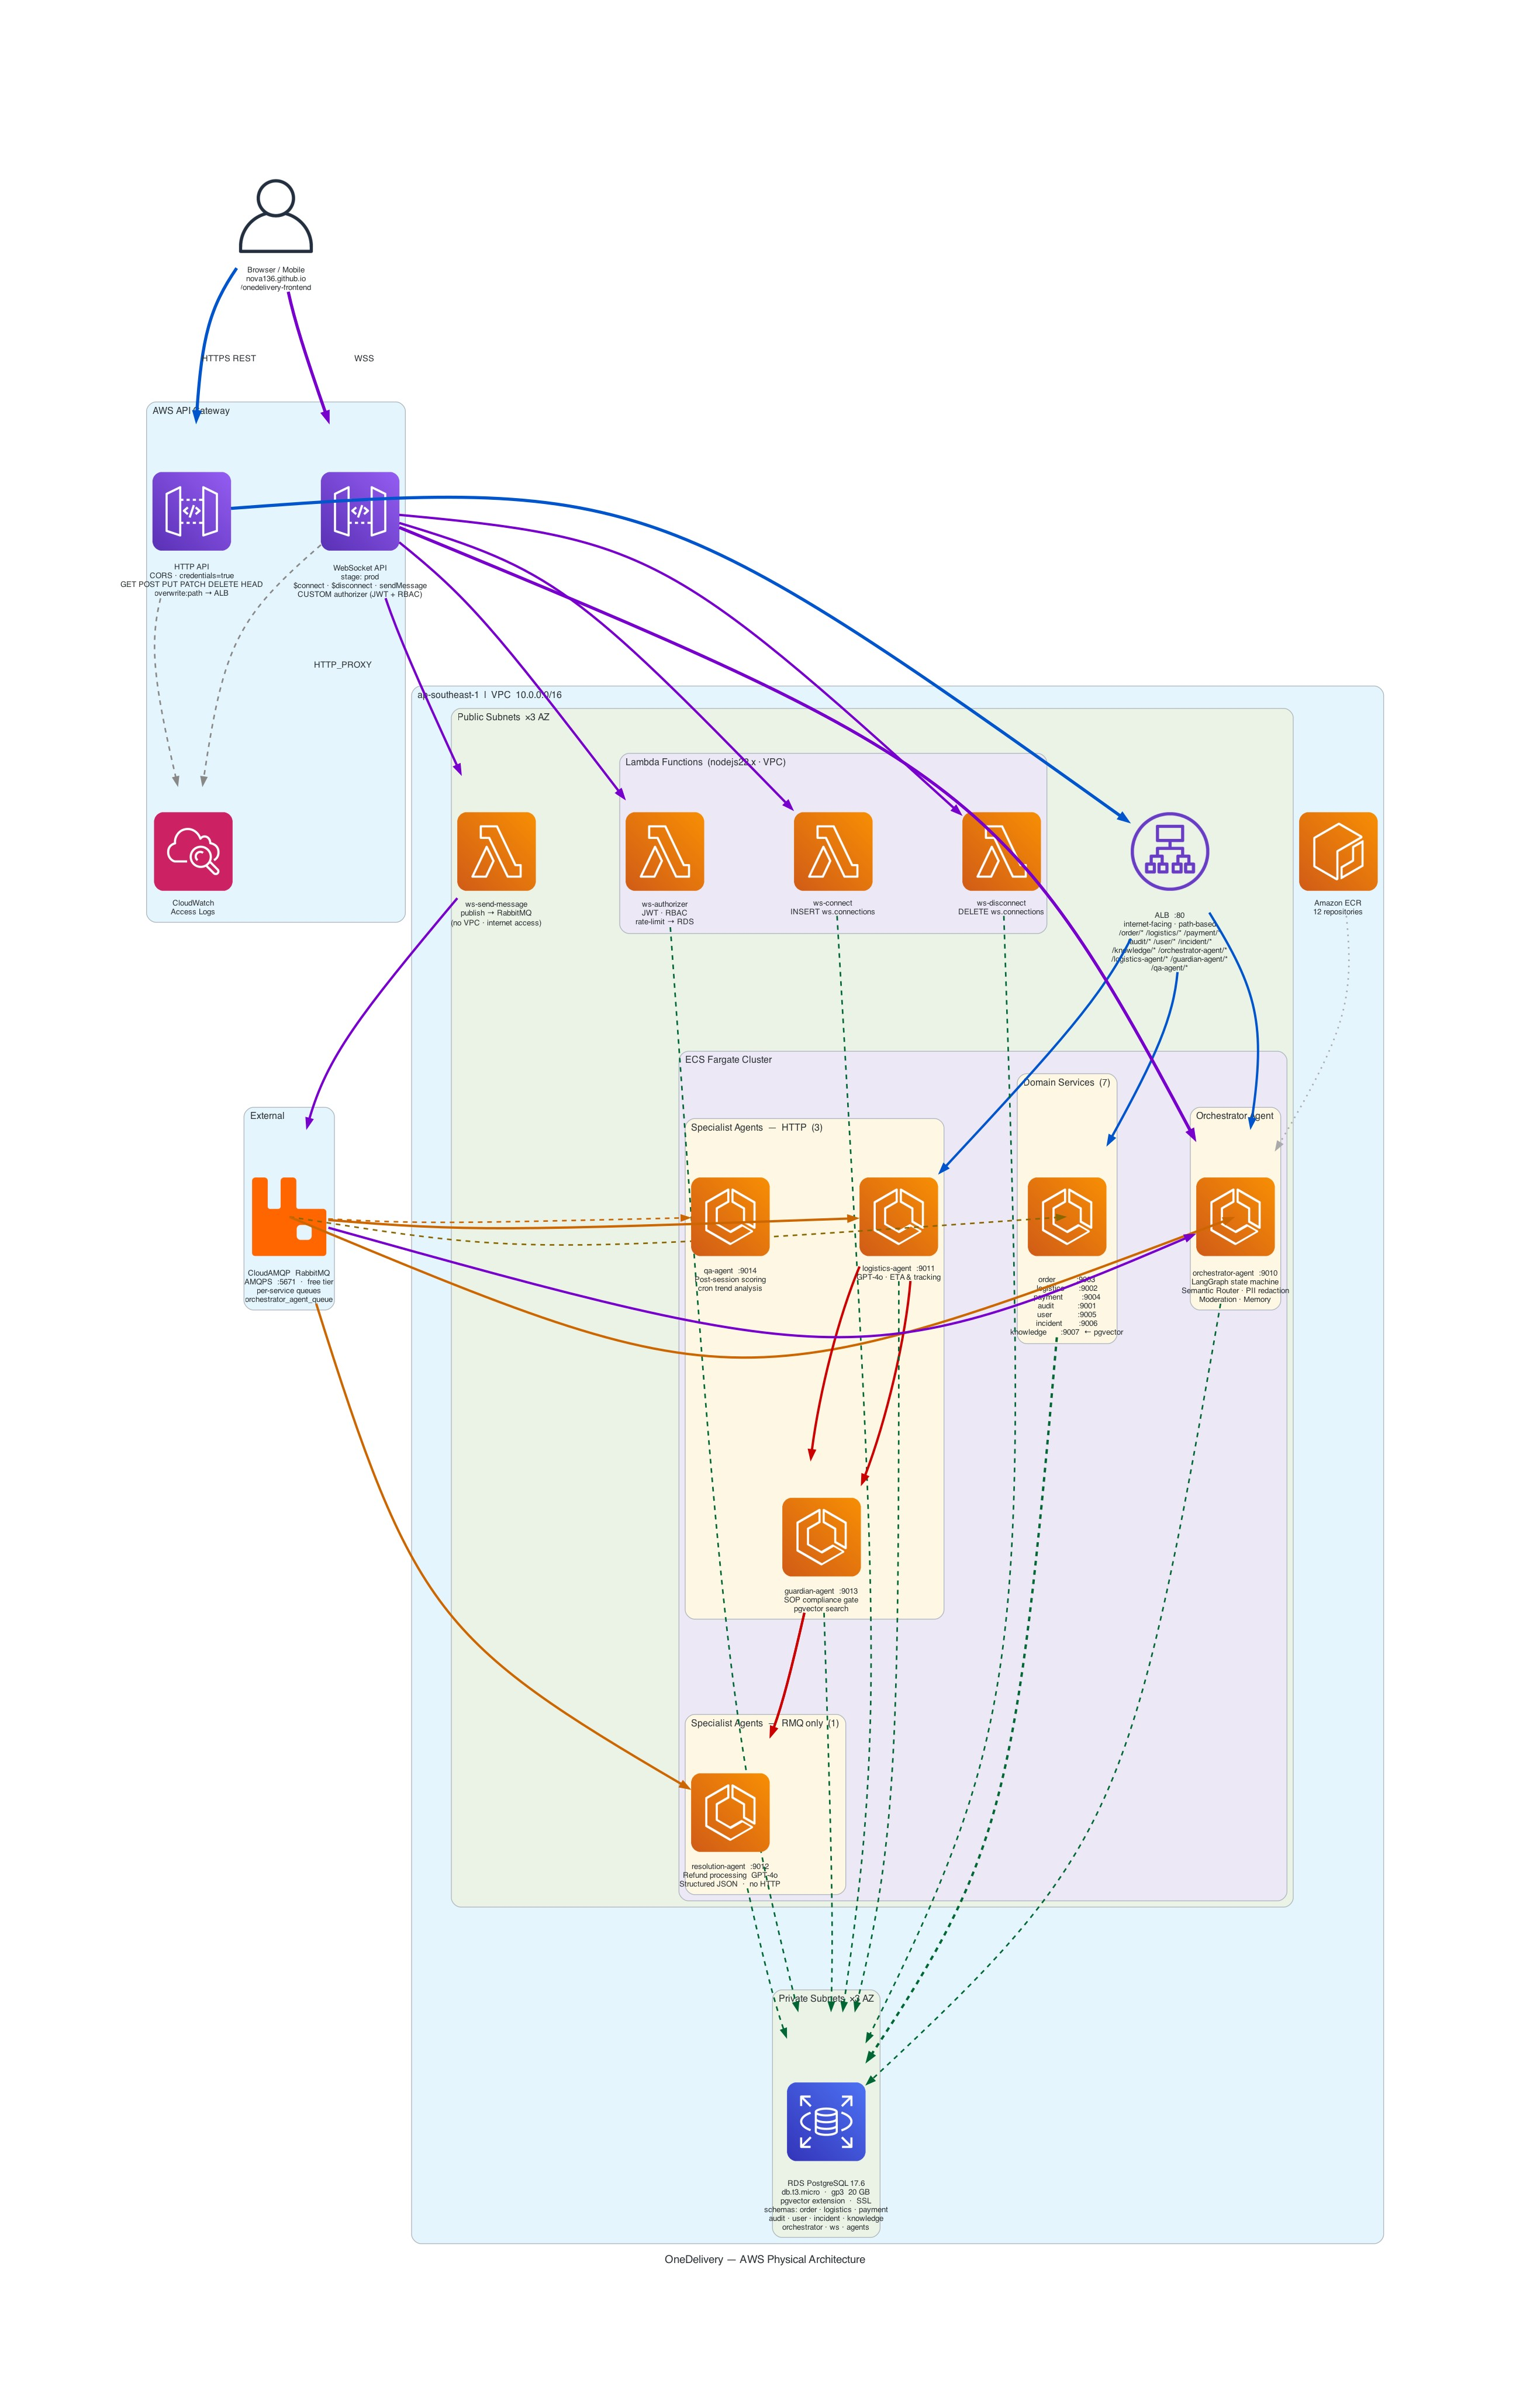 Browser / Mobile
nova136.github.io
/onedelivery-frontend
HTTPS REST
WSS
AWS API Gateway
HTTP API
CORS · credentials=true
GET POST PUT PATCH DELETE HEAD
overwrite:path → ALB
WebSocket API
stage: prod
$connect · $disconnect · sendMessage
CUSTOM authorizer (JWT + RBAC)
HTTP_PROXY
ap-southeast-1 | VPC 10.0.0.0/16
Public Subnets ×3 AZ
Lambda Functions (nodejs22.x · VPC)
CloudWatch
Access Logs
ws-send-message
publish → RabbitMQ
(no VPC · internet access)
ws-authorizer
JWT · RBAC
rate-limit → RDS
ws-connect
INSERT ws.connections
ws-disconnect
DELETE ws.connections
ALB :80
internet-facing · path-based
/order/* /logistics/* /payment/*
/audit/* /user/* /incident/*
/knowledge/* /orchestrator-agent/*
/logistics-agent/* /guardian-agent/*
/qa-agent/*
Amazon ECR
12 repositories
ECS Fargate Cluster
External
Specialist Agents — HTTP (3)
Domain Services (7)
Orchestrator Agent
CloudAMQP RabbitMQ
AMQPS :5671 · free tier
per-service queues
orchestrator_agent_queue
qa-agent :9014
Post-session scoring
cron trend analysis
logistics-agent :9011
GPT-4o · ETA & tracking
order :9003
logistics :9002
payment :9004
audit :9001
user :9005
incident :9006
knowledge :9007 ← pgvector
orchestrator-agent :9010
LangGraph state machine
Semantic Router · PII redaction
Moderation · Memory
guardian-agent :9013
SOP compliance gate
pgvector search
Specialist Agents — RMQ only (1)
resolution-agent :9012
Refund processing GPT-4o
Structured JSON · no HTTP
Private Subnets ×3 AZ
RDS PostgreSQL 17.6
db.t3.micro · gp3 20 GB
pgvector extension · SSL
schemas: order · logistics · payment
audit · user · incident · knowledge
orchestrator · ws · agents
OneDelivery — AWS Physical Architecture